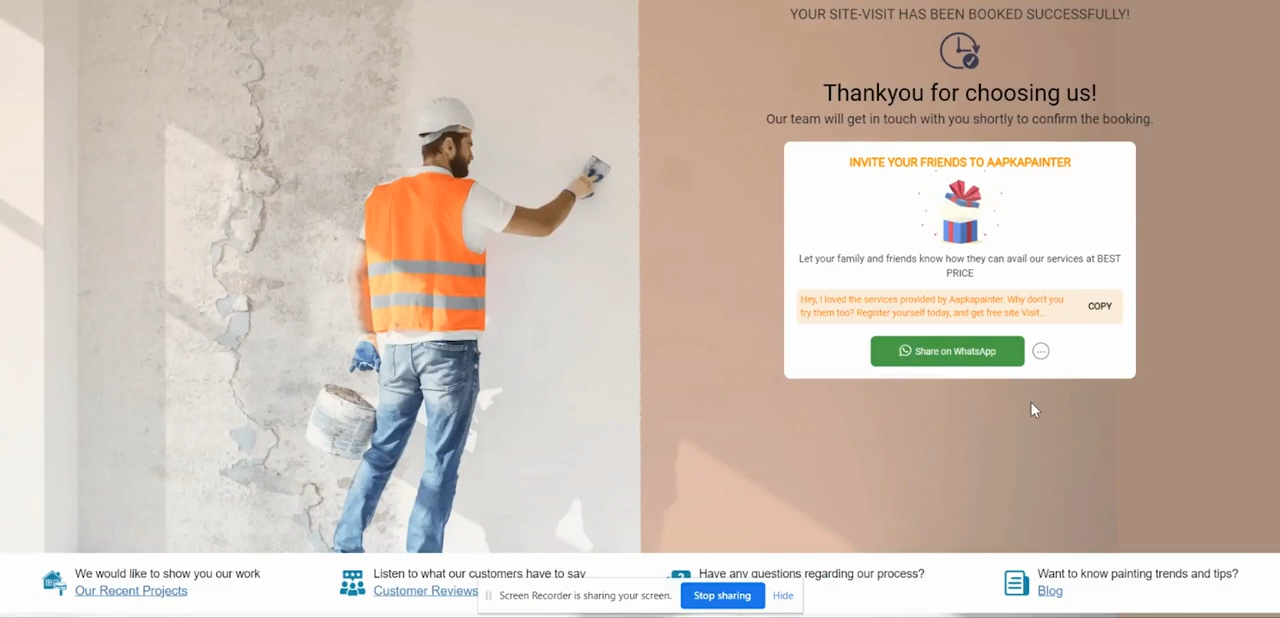 YOUR SITE-VISIT HAS BEEN BOOKED SUCCESSFULLY!
Thankyou for choosing us!
Our team will get in touch with you shortly to confirm the booking.
INVITE YOUR FRIENDS TO AAPKAPAINTER
Let your family and friends know how they can avail our services at BEST
PRICE
Hey, I loved the services provided by Aapkapainter. Why don't you
try them too? Register yourself today, and get free site Visit...
COPY
Share on WhatsApp
We would like to show you our work
Our Recent Projects
Listen to what our customers have to say
Customer Reviews
Have any questions regarding our process?
Want to know painting trends and tips?
Blog
Screen Recorder is sharing your screen.
Stop sharing
Hide